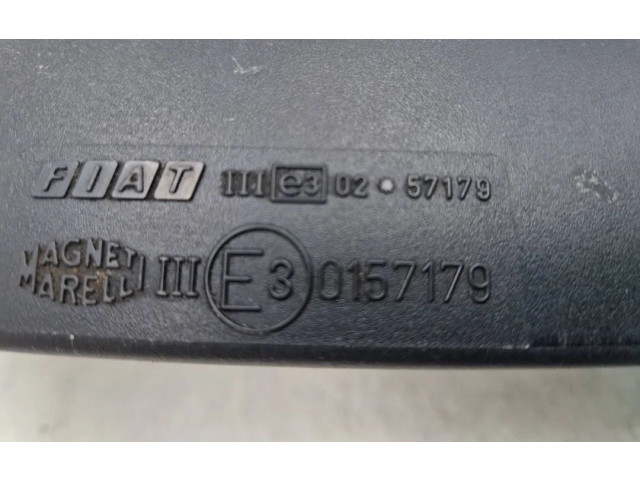 FIAT III e3 02 • 57179
MAGNETI
MARELLI III E3 0157179